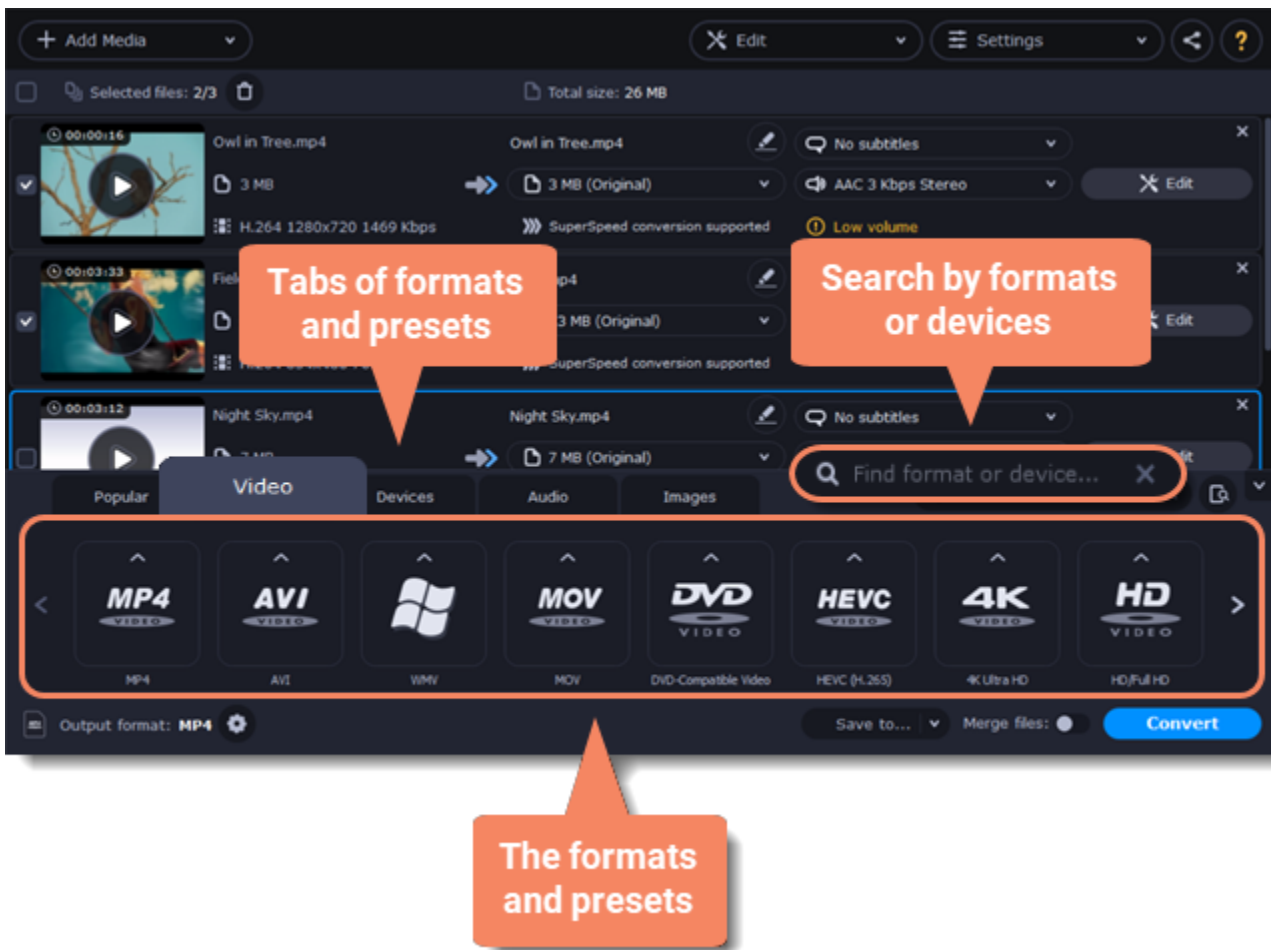 Add Media
Edit
Settings
?
Selected files: 2/3
Total size: 26 MB
00:00:16
Owl in Tree.mp4
Owl in Tree.mp4
No subtitles
3 MB
3 MB (Original)
AAC 3 Kbps Stereo
Edit
H.264 1280x720 1469 Kbps
SuperSpeed conversion supported
Low volume
Tabs of formats
and presets
Search by formats
or devices
00:03:33
3 MB (Original)
Edit
SuperSpeed conversion supported
00:03:12
Night Sky.mp4
Night Sky.mp4
No subtitles
7 MB (Original)
Popular
Video
Devices
Audio
Images
Find format or device...
MP4
VIDEO
AVI
VIDEO
MOV
VIDEO
DVD
VIDEO
HEVC
VIDEO
4K
VIDEO
HD
VIDEO
MP4
AVI
WMV
MOV
DVD-Compatible Video
HEVC (H.265)
4K Ultra HD
HD/Full HD
Output format: MP4
Save to...
Merge files:
Convert
The formats
and presets